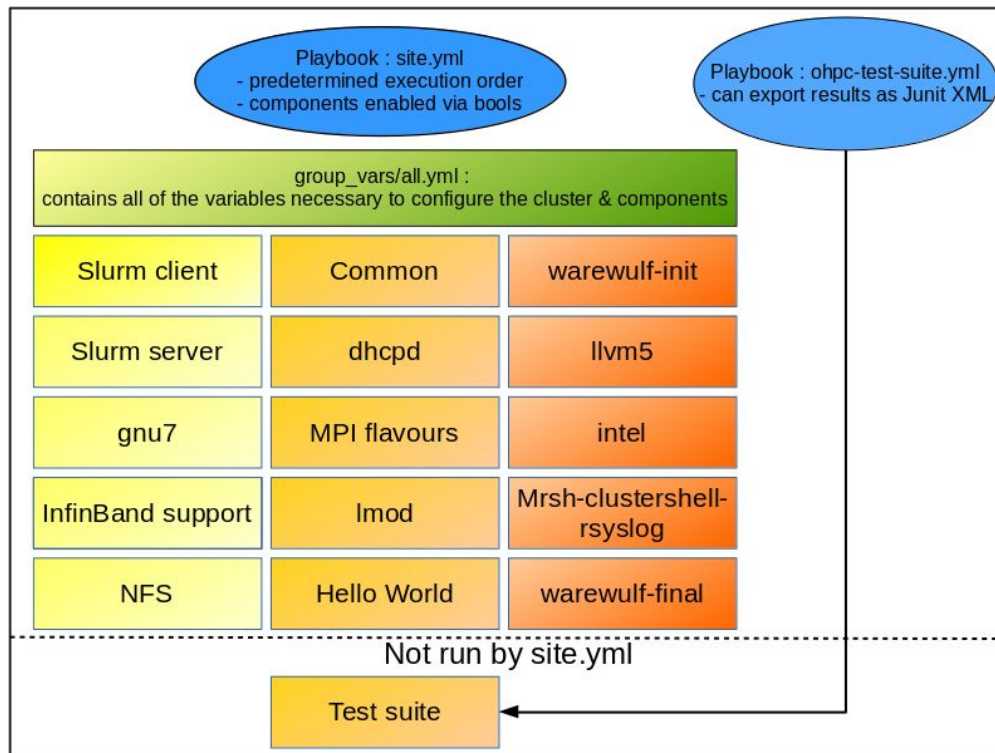 Playbook : site.yml
- predetermined execution order
- components enabled via bools
Playbook : ohpc-test-suite.yml
- can export results as Junit XML
group_vars/all.yml :
contains all of the variables necessary to configure the cluster & components
Slurm client
Common
warewulf-init
Slurm server
dhcpd
llvm5
gnu7
MPI flavours
intel
InfinBand support
lmod
Mrsh-clustershell-
rsyslog
NFS
Hello World
warewulf-final
Not run by site.yml
Test suite